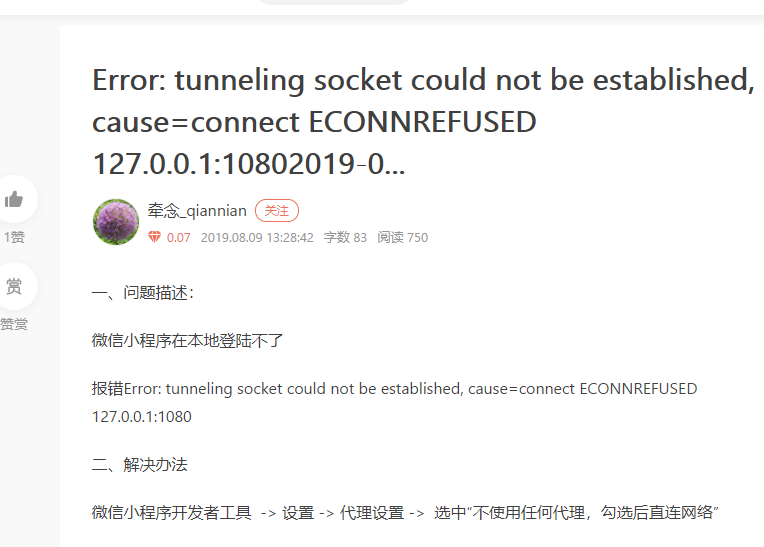 Error: tunneling socket could not be established,
cause=connect ECONNREFUSED
127.0.0.1:10802019-0...
牵念_qiannian 关注
0.07 2019.08.09 13:28:42 字数 83 阅读 750
1赞
赏
赞赏
一、问题描述：
微信小程序在本地登陆不了
报错Error: tunneling socket could not be established, cause=connect ECONNREFUSED
127.0.0.1:1080
二、解决办法
微信小程序开发者工具 -> 设置 -> 代理设置 -> 选中“不使用任何代理，勾选后直连网络”